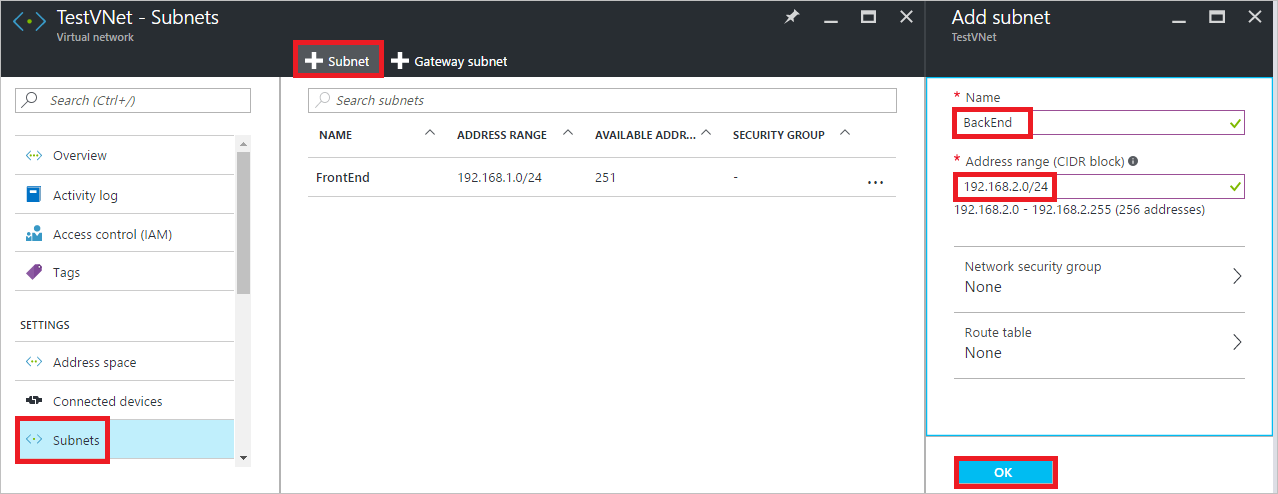 TestVNet - Subnets
Virtual network
Subnet
Gateway subnet
Search (Ctrl+/)
Overview
Activity log
Access control (IAM)
Tags
SETTINGS
Address space
Connected devices
Subnets
Search subnets
NAME ADDRESS RANGE AVAILABLE ADDR... SECURITY GROUP
FrontEnd 192.168.1.0/24 251 - ...
Add subnet
TestVNet
* Name
BackEnd
* Address range (CIDR block)
192.168.2.0/24
192.168.2.0 - 192.168.2.255 (256 addresses)
Network security group
None
Route table
None
OK